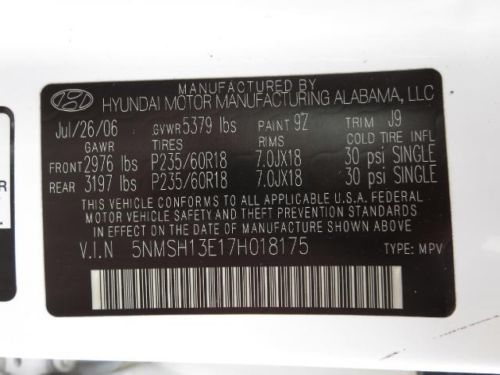 MANUFACTURED BY
HYUNDAI MOTOR MANUFACTURING ALABAMA, LLC
Jul/26/06 GVWR 5379 lbs PAINT 9Z TRIM J9
GAWR TIRES RIMS COLD TIRE INFL
FRONT 2976 lbs P235/60R18 7.0JX18 30 psi SINGLE
REAR 3197 lbs P235/60R18 7.0JX18 30 psi SINGLE
THIS VEHICLE CONFORMS TO ALL APPLICABLE U.S.A. FEDERAL
MOTOR VEHICLE SAFETY AND THEFT PREVENTION STANDARDS
IN EFFECT ON THE DATE OF MANUFACTURE SHOWN ABOVE.
V.I.N 5NMSH13E17H018175 TYPE: MPV